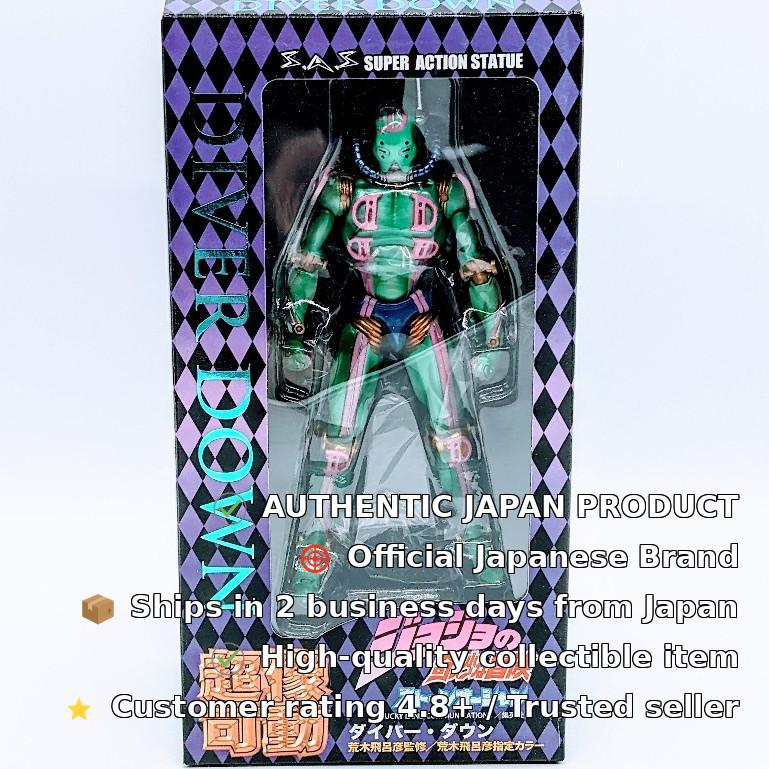 DIVER DOWN
S.A.S SUPER ACTION STATUE
DIVER DOWN
AUTHENTIC JAPAN PRODUCT
Official Japanese Brand
Ships in 2 business days from Japan
ジョジョの
High-quality collectible item
超像
可動
Customer rating 4.8+ / Trusted seller
ダイバー・ダウン
荒木飛呂彦監修／荒木飛呂彦指定カラー